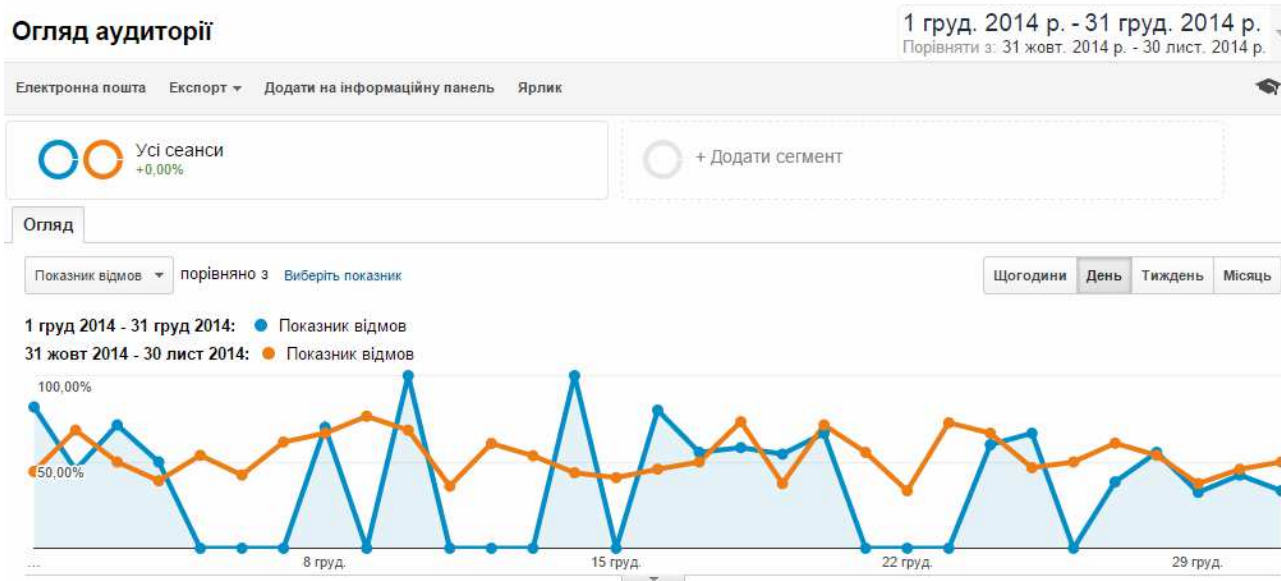 Огляд аудиторії
1 груд. 2014 р. - 31 груд. 2014 р.
Порівняти з: 31 жовт. 2014 р. - 30 лист. 2014 р.
Електронна пошта Експорт Додати на інформаційну панель Ярлик
Усі сеанси
+0,00%
+ Додати сегмент
Огляд
Показник відмов порівняно з Виберіть показник
Щогодини День Тиждень Місяць
1 груд 2014 - 31 груд 2014: Показник відмов
31 жовт 2014 - 30 лист 2014: Показник відмов
100,00%
50,00%
... 8 груд. 15 груд. 22 груд. 29 груд.